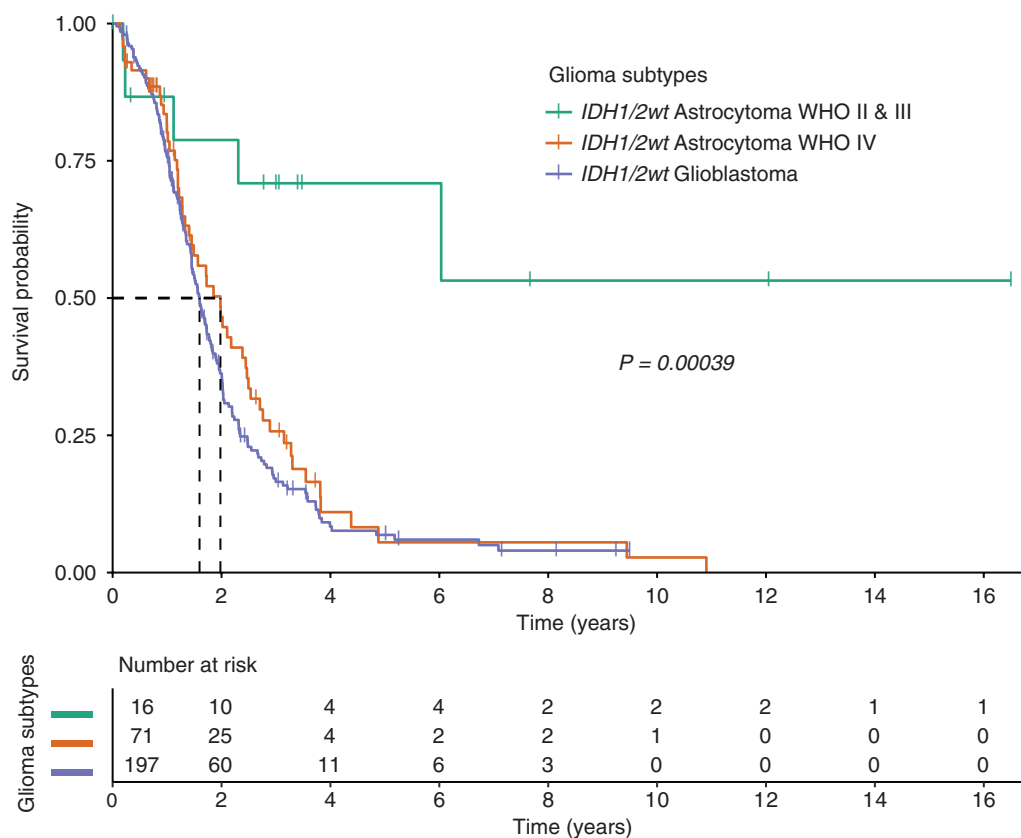 1.00
0.75
0.50
0.25
0.00
Survival probability
Glioma subtypes
IDH1/2wt Astrocytoma WHO II & III
IDH1/2wt Astrocytoma WHO IV
IDH1/2wt Glioblastoma
P = 0.00039
0 2 4 6 8 10 12 14 16
Time (years)
Number at risk
Glioma subtypes
16 10 4 4 2 2 2 1 1
71 25 4 2 2 1 0 0 0
197 60 11 6 3 0 0 0 0
0 2 4 6 8 10 12 14 16
Time (years)